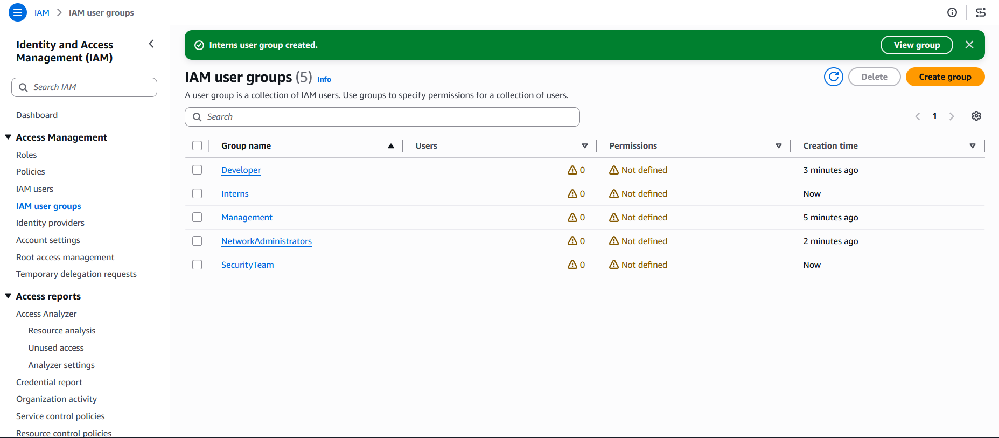 IAM > IAM user groups
Identity and Access
Management (IAM)
Search IAM
Dashboard
Access Management
Roles
Policies
IAM users
IAM user groups
Identity providers
Account settings
Root access management
Temporary delegation requests
Access reports
Access Analyzer
Resource analysis
Unused access
Analyzer settings
Credential report
Organization activity
Service control policies
Resource control policies
Interns user group created.
View group
IAM user groups (5) Info
Delete
Create group
A user group is a collection of IAM users. Use groups to specify permissions for a collection of users.
Search
1
Group name Users Permissions Creation time
Developer 0 Not defined 3 minutes ago
Interns 0 Not defined Now
Management 0 Not defined 5 minutes ago
NetworkAdministrators 0 Not defined 2 minutes ago
SecurityTeam 0 Not defined Now